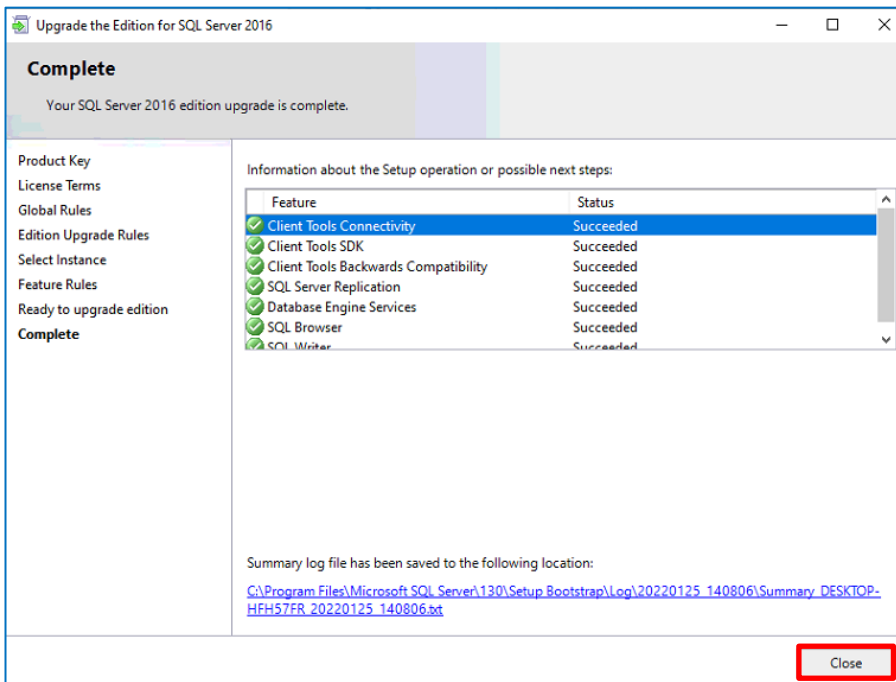 Upgrade the Edition for SQL Server 2016
Complete
Your SQL Server 2016 edition upgrade is complete.
Product Key
License Terms
Global Rules
Edition Upgrade Rules
Select Instance
Feature Rules
Ready to upgrade edition
Complete
Information about the Setup operation or possible next steps:
Feature Status
Client Tools Connectivity Succeeded
Client Tools SDK Succeeded
Client Tools Backwards Compatibility Succeeded
SQL Server Replication Succeeded
Database Engine Services Succeeded
SQL Browser Succeeded
SQL Writer Succeeded
Summary log file has been saved to the following location:
C:\Program Files\Microsoft SQL Server\130\Setup Bootstrap\Log\20220125_140806\Summary_DESKTOP-
HFH57FR_20220125_140806.txt
Close